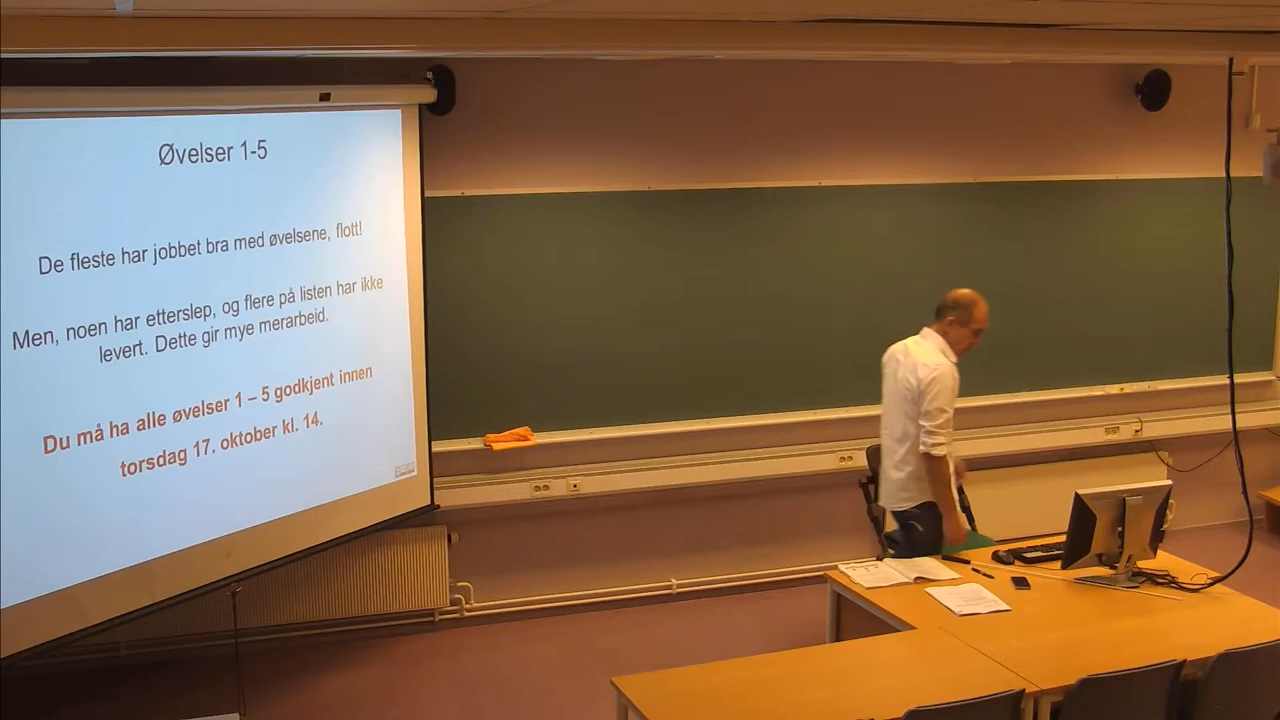 Øvelser 1-5
De fleste har jobbet bra med øvelsene, flott!
Men, noen har etterslep, og flere på listen har ikke
levert. Dette gir mye merarbeid.
Du må ha alle øvelser 1 – 5 godkjent innen
torsdag 17. oktober kl. 14.